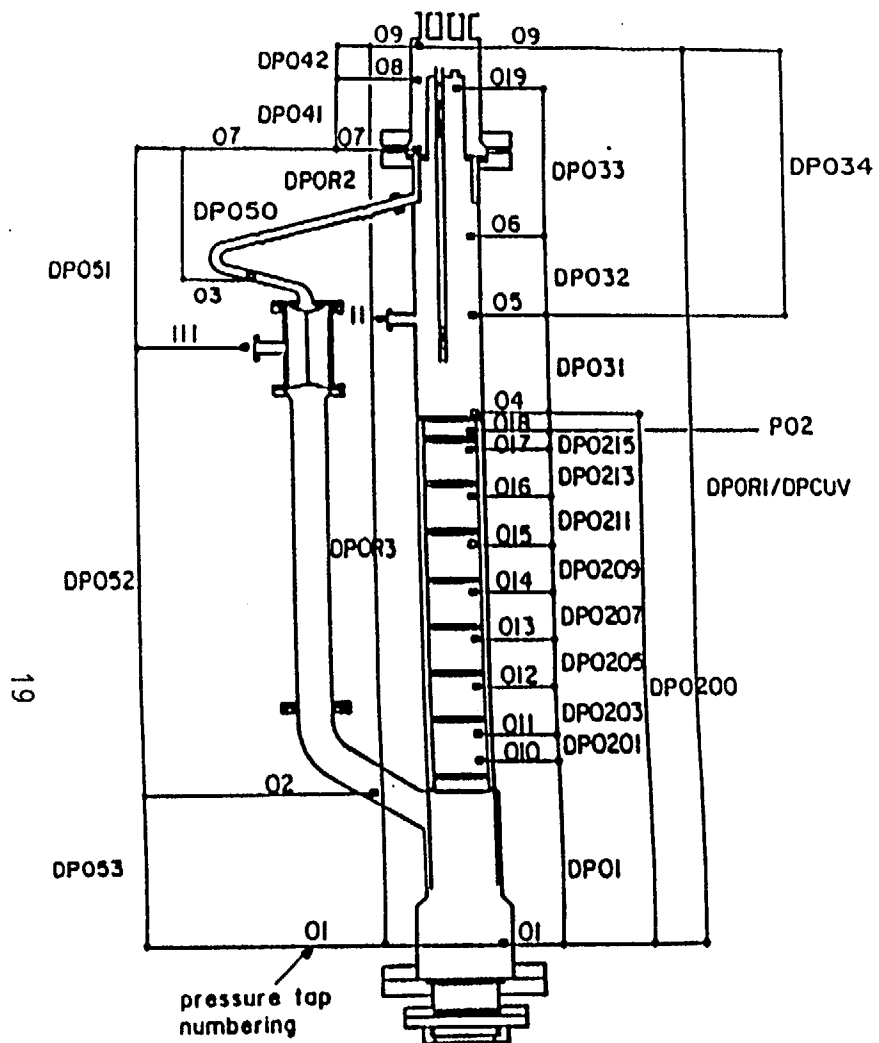 09 09
DP042
08
019
DP041
07 07
DP033
DP034
DPOR2
DP050
06
DP051
DP032
03
05
II
III
DP031
04
018
P02
017
DP0215
DP0213
016
DPOR1/DPCUV
DP0211
015
DPOR3
DP0209
DP052
014
DP0207
013
DP0205
012
DP0200
DP0203
011
DP0201
010
02
DP053
DP01
01 01
pressure tap
numbering
19